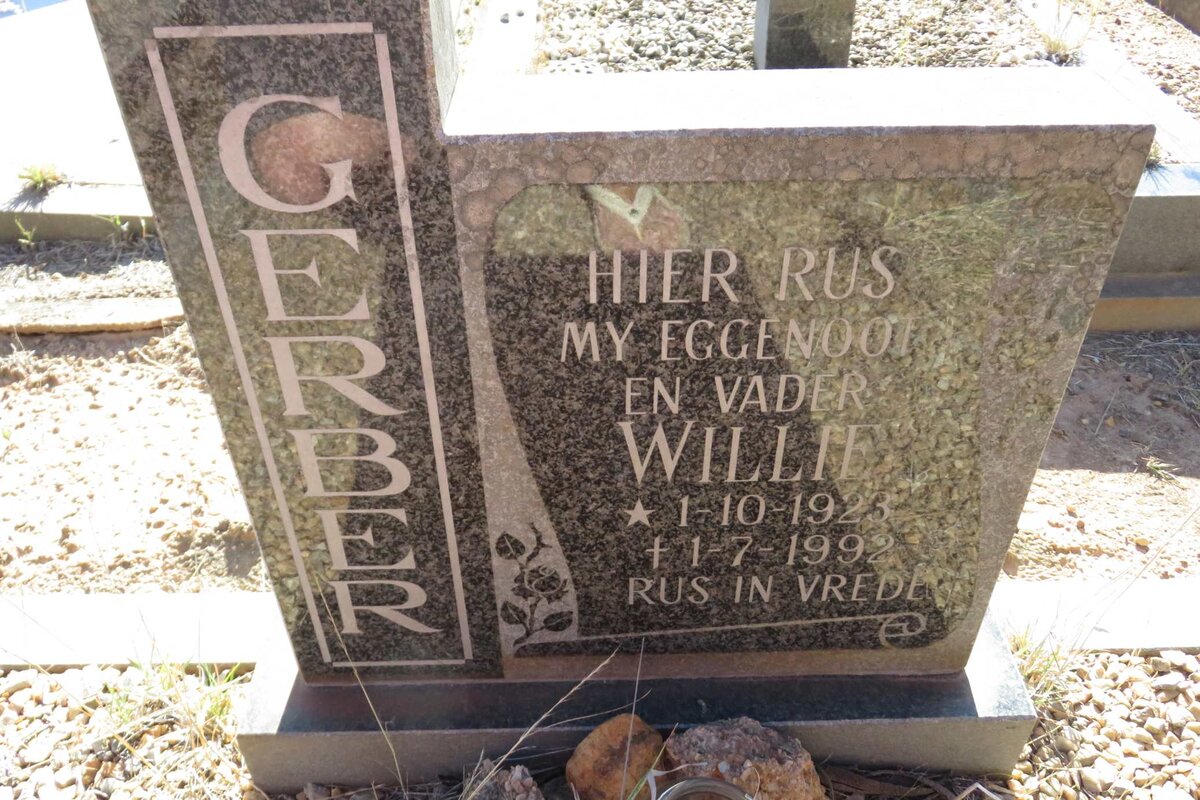 GERBER
HIER RUS
MY EGGENOOT
EN VADER
WILLIE
★ 1-10-1923
† 1-7-1992
RUS IN VREDE